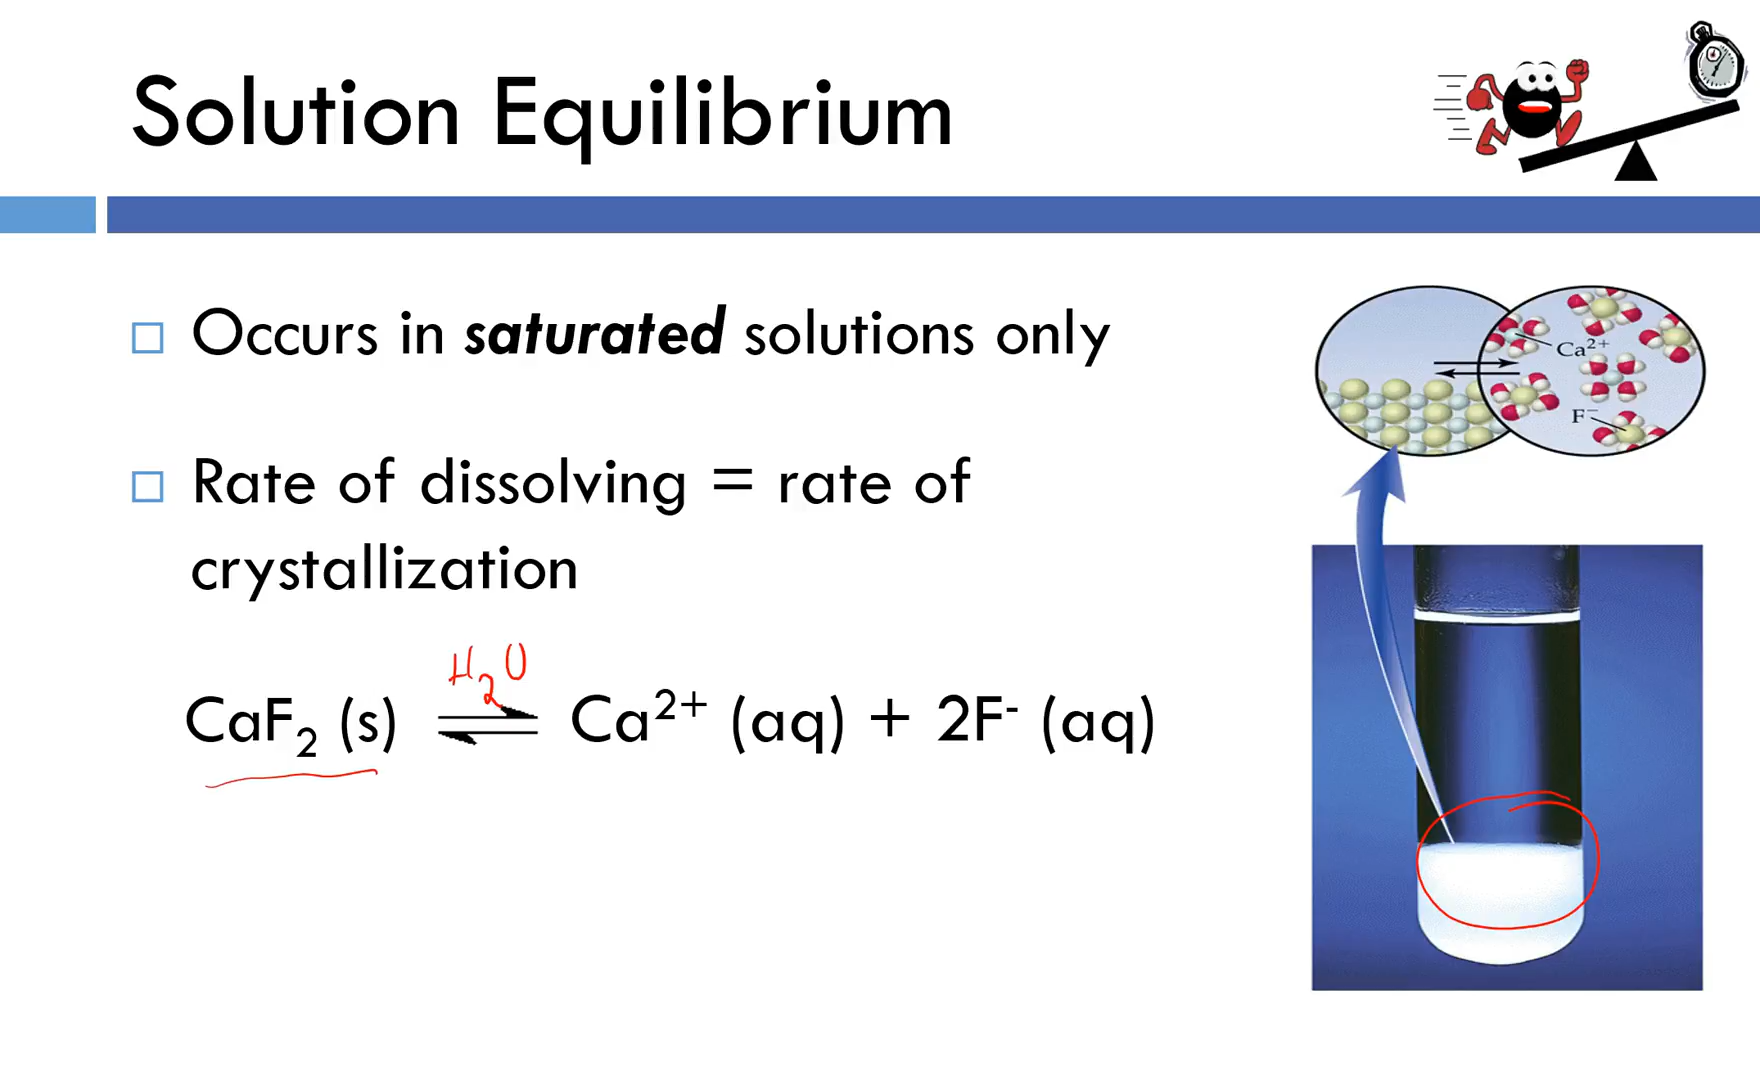 Solution Equilibrium
Occurs in saturated solutions only
Rate of dissolving = rate of
crystallization
H₂O
CaF₂ (s) ⇌ Ca²⁺ (aq) + 2F⁻ (aq)
Ca²⁺
F⁻